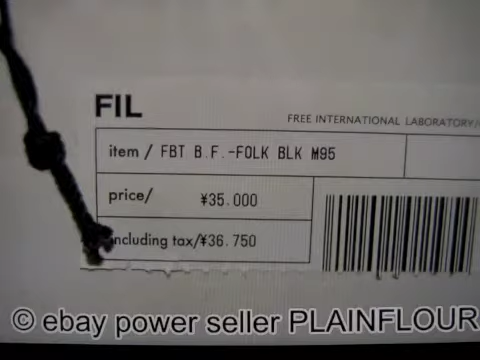 FIL
FREE INTERNATIONAL LABORATORY/
item / FBT B.F.-FOLK BLK M95
price/ ¥35.000
including tax/¥36.750
© ebay power seller PLAINFLOUR